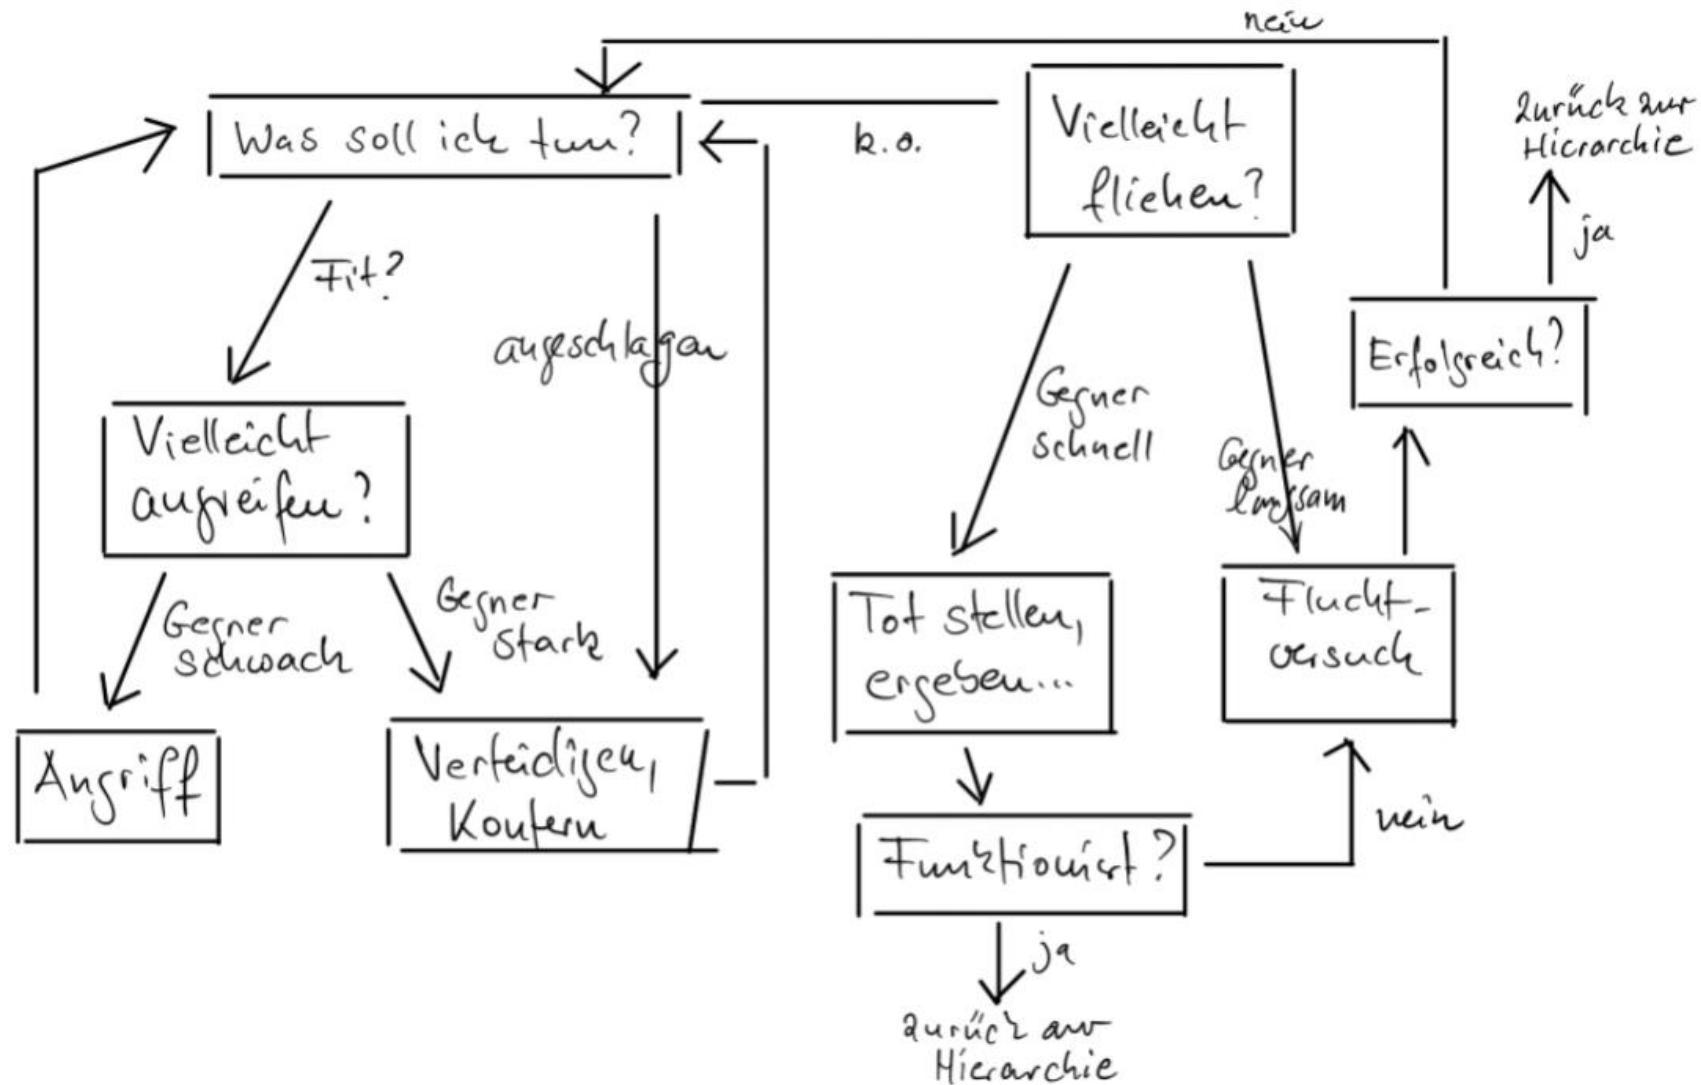 nein
Was soll ich tun?
k.o.
Vielleicht
fliehen?
zurück zur
Hierarchie
ja
Fit?
angeschlagen
Erfolgreich?
Vielleicht
angreifen?
Gegner
schnell
Gegner
langsam
Gegner
schwach
Gegner
stark
Tot stellen,
ergeben...
Flucht-
versuch
Angriff
Verteidigen,
Kontern
Funktioniert?
nein
ja
zurück zur
Hierarchie